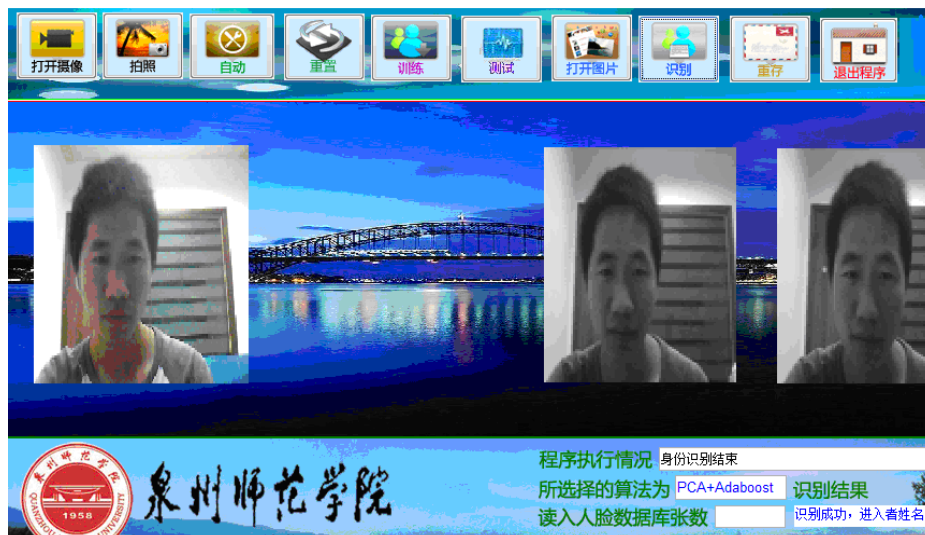 打开摄像
拍照
自动
重置
训练
测试
打开图片
识别
重存
退出程序
泉州师范学院
QUANZHOU
UNIVERSITY
1958
程序执行情况 身份识别结束
所选择的算法为 PCA+Adaboost 识别结果
读入人脸数据库张数 识别成功，进入者姓名